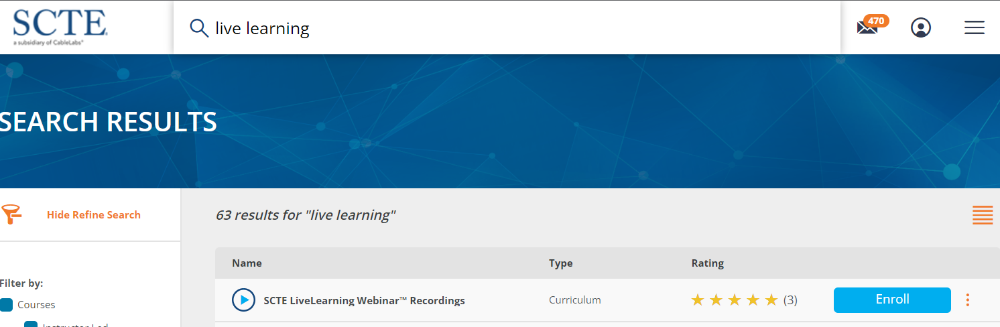 SCTE
a subsidiary of CableLabs®
live learning
470
SEARCH RESULTS
Hide Refine Search
63 results for "live learning"
Name Type Rating
SCTE LiveLearning Webinar™ Recordings Curriculum (3) Enroll
Filter by:
Courses
Instructor Led